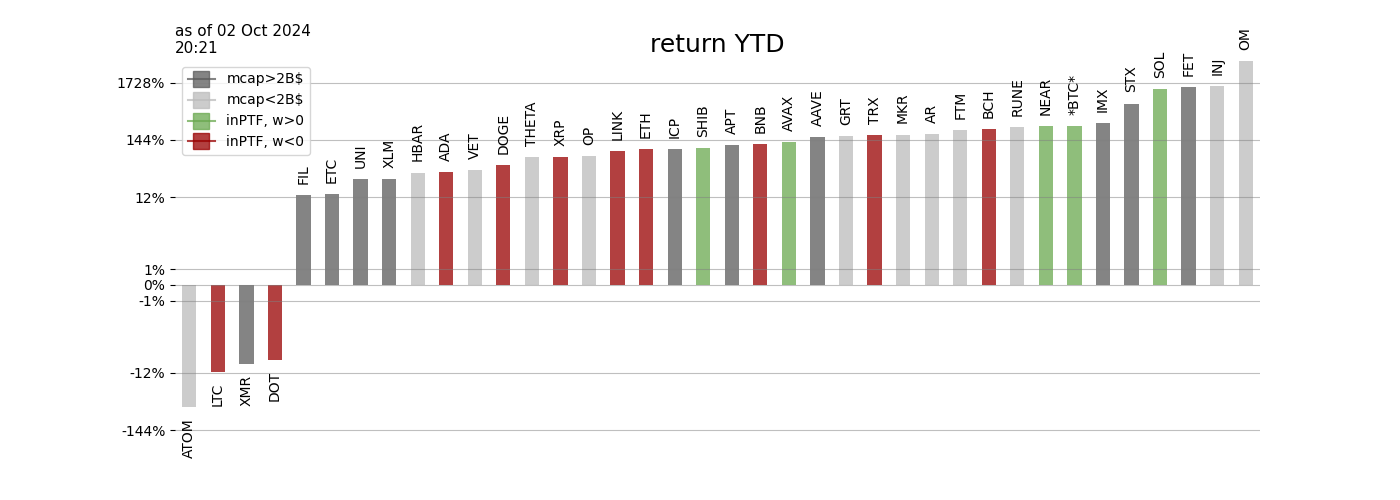 as of 02 Oct 2024
20:21
return YTD
mcap>2B$
mcap<2B$
inPTF, w>0
inPTF, w<0
1728%
144%
12%
1%
0%
-1%
-12%
-144%
ATOM
LTC
XMR
DOT
FIL
ETC
UNI
XLM
HBAR
ADA
VET
DOGE
THETA
XRP
OP
LINK
ETH
ICP
SHIB
APT
BNB
AVAX
AAVE
GRT
TRX
MKR
AR
FTM
BCH
RUNE
NEAR
*BTC*
IMX
STX
SOL
FET
INJ
OM